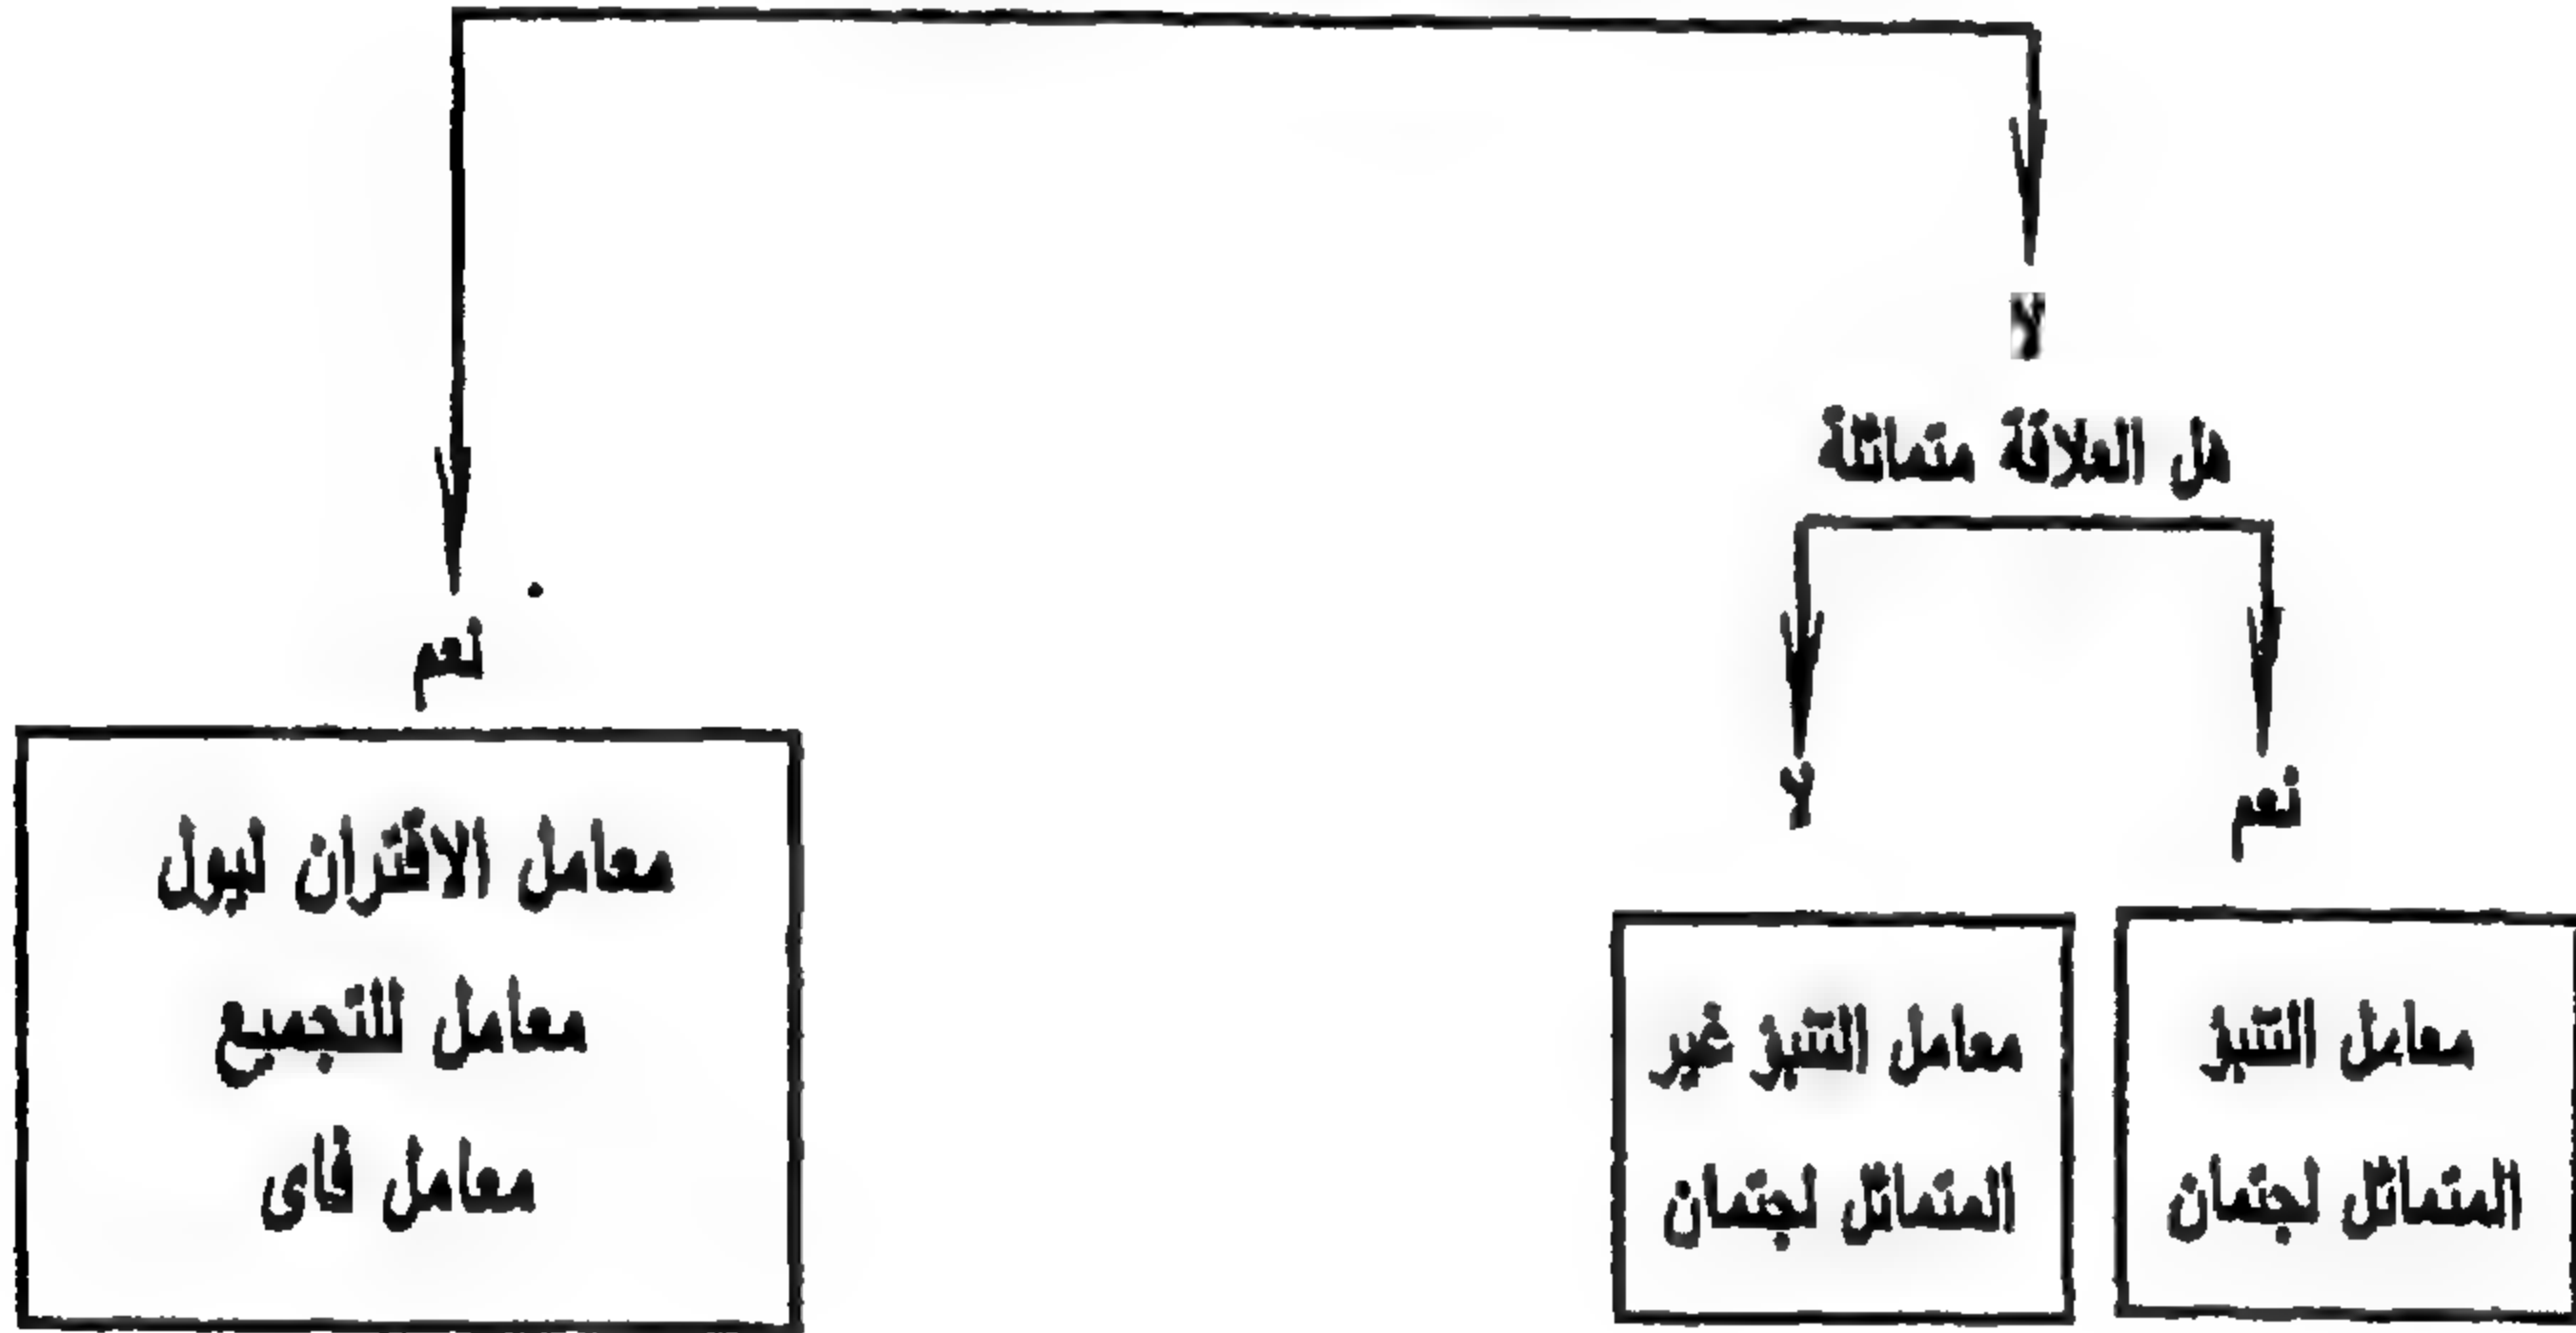 لا
هل العلاقة متماثلة
نعم
لا
نعم
معامل التنبؤ
المتماثل لجتمان
معامل التنبؤ غير
المتماثل لجتمان
معامل الاقتران ليول
معامل للتجميع
معامل فاى